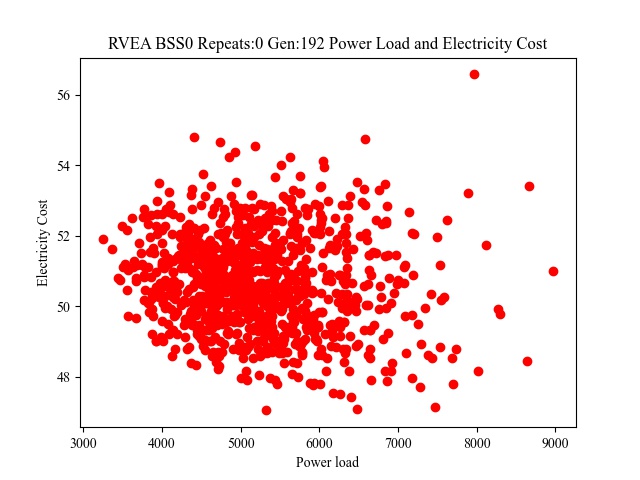 RVEA BSS0 Repeats:0 Gen:192 Power Load and Electricity Cost
56
54
52
50
48
Electricity Cost
3000 4000 5000 6000 7000 8000 9000
Power load